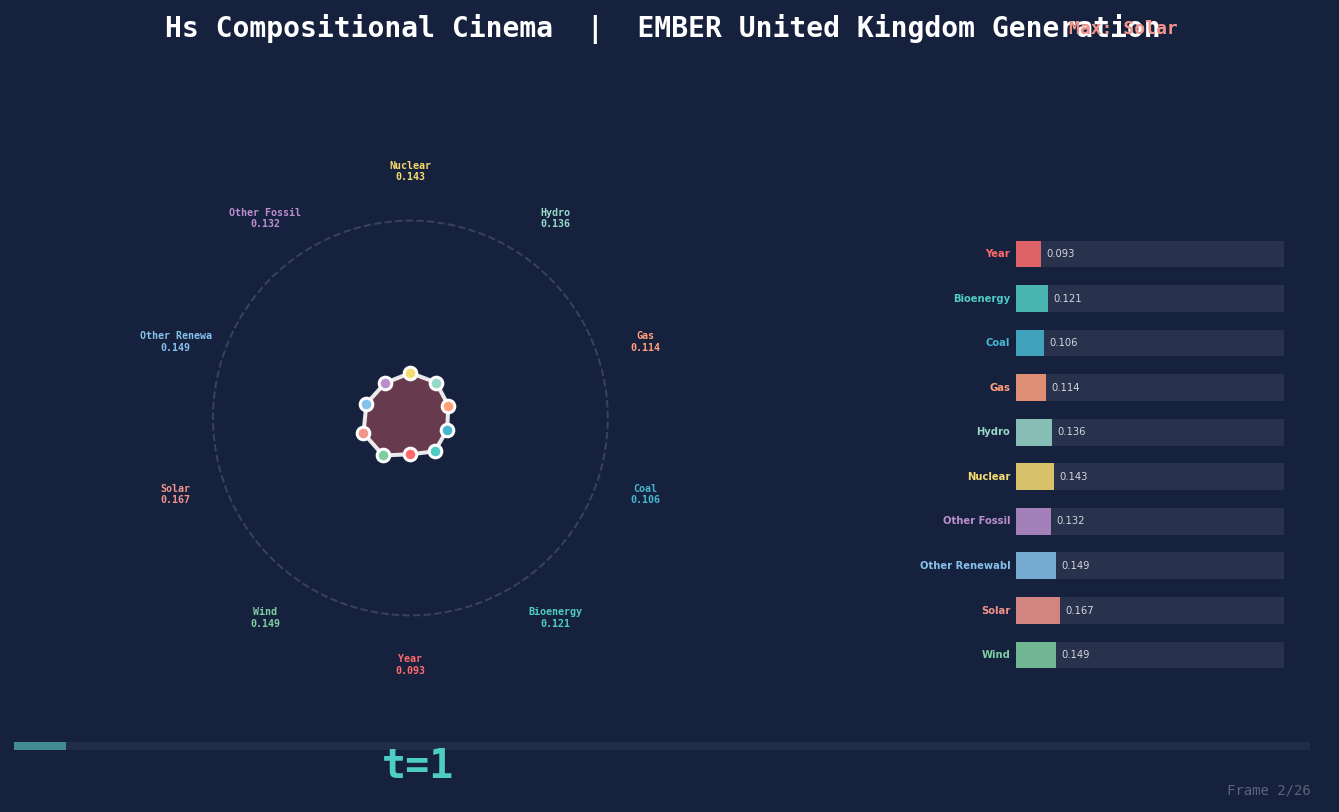 Hs Compositional Cinema | EMBER United Kingdom Generation
Max: Solar
Nuclear
0.143
Other Fossil
0.132
Hydro
0.136
Other Renewa
0.149
Gas
0.114
Solar
0.167
Coal
0.106
Wind
0.149
Bioenergy
0.121
Year
0.093
Year 0.093
Bioenergy 0.121
Coal 0.106
Gas 0.114
Hydro 0.136
Nuclear 0.143
Other Fossil 0.132
Other Renewabl 0.149
Solar 0.167
Wind 0.149
t=1
Frame 2/26